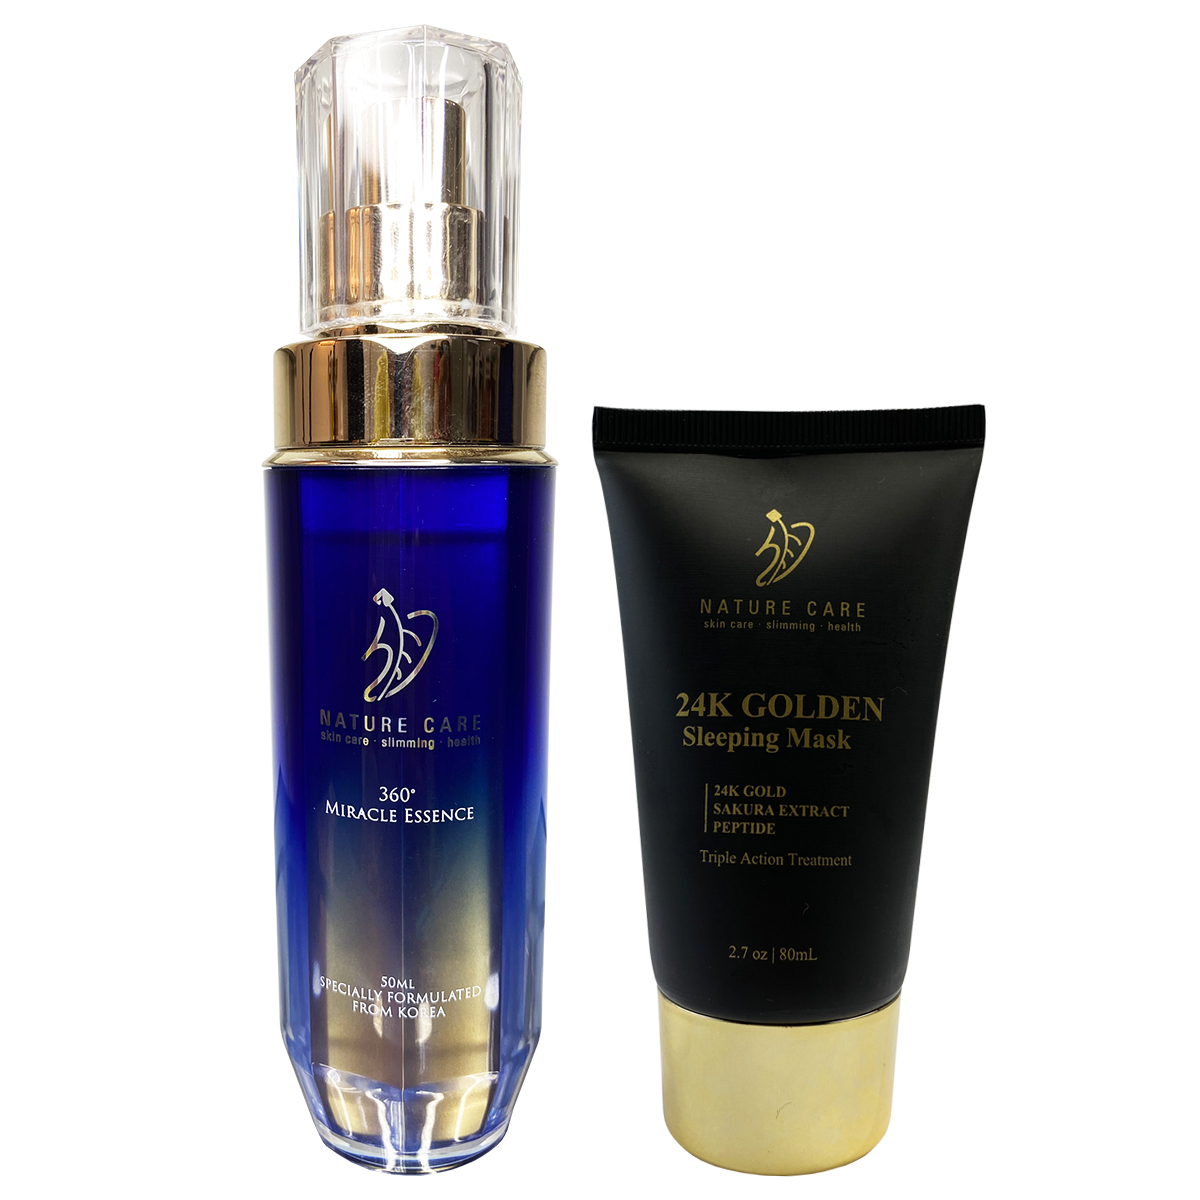 NATURE CARE
skin care · slimming · health
360°
MIRACLE ESSENCE
50ML
SPECIALLY FORMULATED
FROM KOREA
NATURE CARE
skin care · slimming · health
24K GOLDEN
Sleeping Mask
24K GOLD
SAKURA EXTRACT
PEPTIDE
Triple Action Treatment
2.7 oz | 80mL